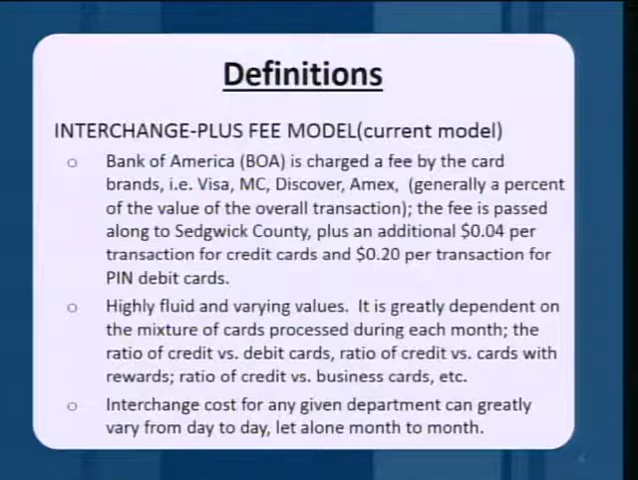 Definitions
INTERCHANGE-PLUS FEE MODEL(current model)
o Bank of America (BOA) is charged a fee by the card
brands, i.e. Visa, MC, Discover, Amex, (generally a percent
of the value of the overall transaction); the fee is passed
along to Sedgwick County, plus an additional $0.04 per
transaction for credit cards and $0.20 per transaction for
PIN debit cards.
o Highly fluid and varying values. It is greatly dependent on
the mixture of cards processed during each month; the
ratio of credit vs. debit cards, ratio of credit vs. cards with
rewards; ratio of credit vs. business cards, etc.
o Interchange cost for any given department can greatly
vary from day to day, let alone month to month.